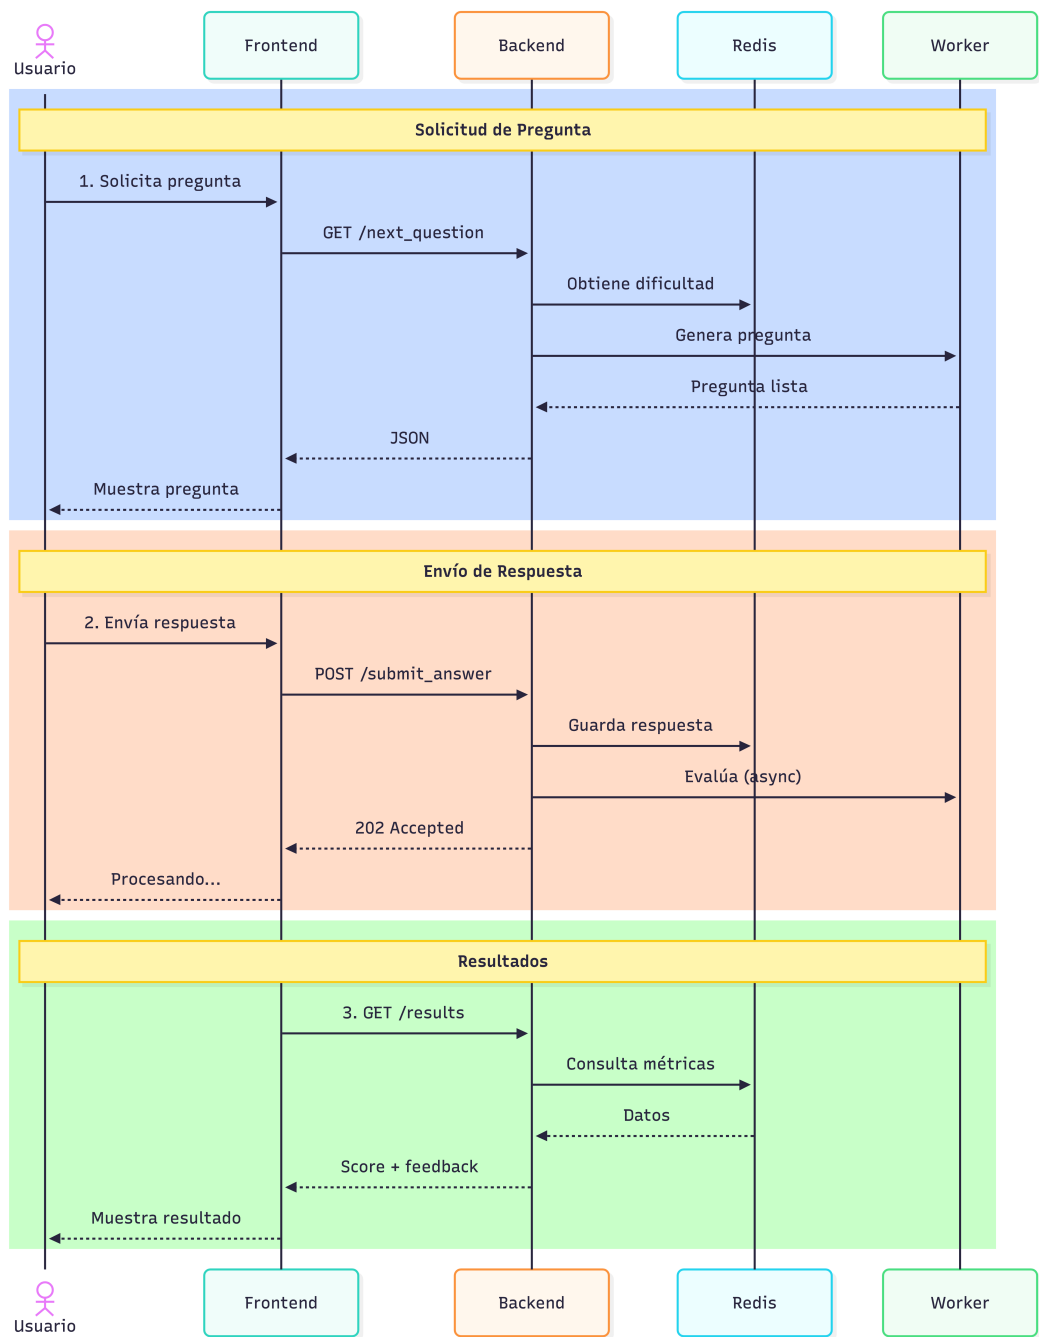 Usuario
Frontend
Backend
Redis
Worker
Solicitud de Pregunta
1. Solicita pregunta
GET /next_question
Obtiene dificultad
Genera pregunta
Pregunta lista
JSON
Muestra pregunta
Envío de Respuesta
2. Envía respuesta
POST /submit_answer
Guarda respuesta
Evalúa (async)
202 Accepted
Procesando...
Resultados
3. GET /results
Consulta métricas
Datos
Score + feedback
Muestra resultado
Usuario
Frontend
Backend
Redis
Worker